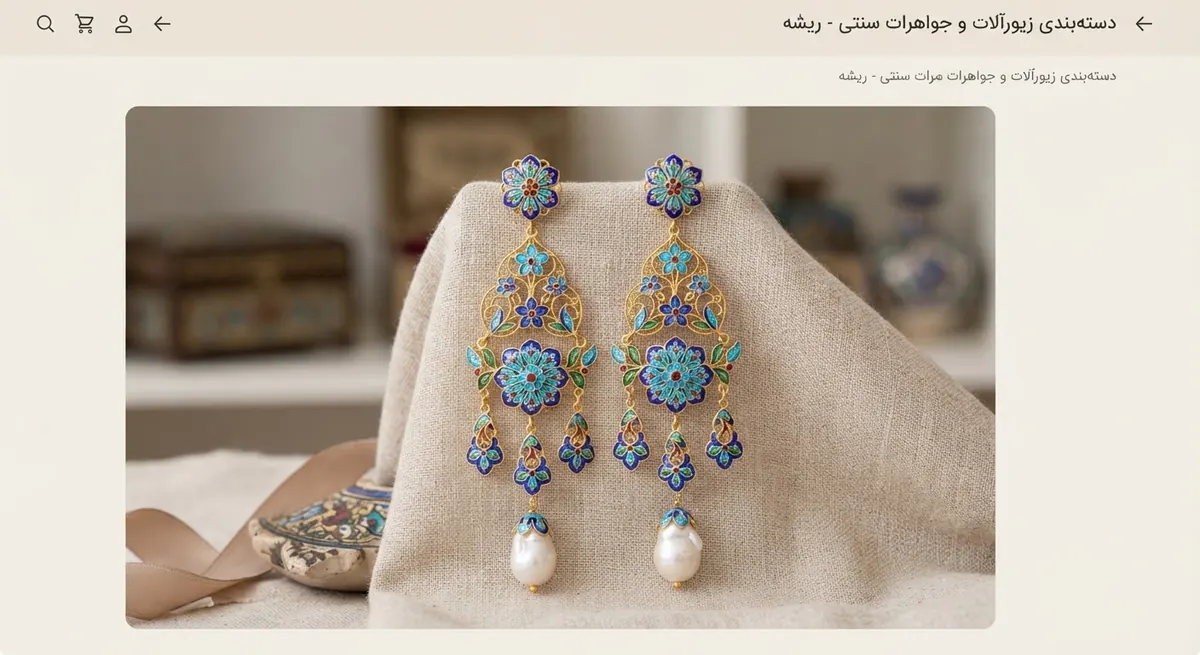 دسته‌بندی زیورآلات و جواهرات سنتی - ریشه
دسته‌بندی زیورآلات و جواهرات مرات سنتی - ریشه